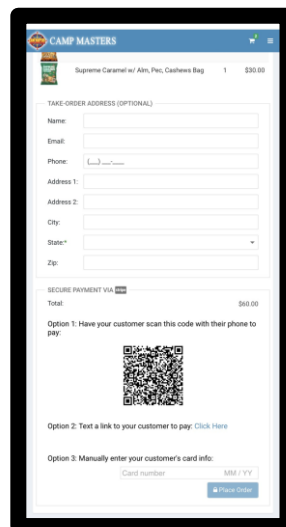 CAMP MASTERS
Supreme Caramel w/ Alm, Pec, Cashews Bag 1 $30.00
TAKE-ORDER ADDRESS (OPTIONAL)
Name:
Email:
Phone: (___) ___-____
Address 1:
Address 2:
City:
State:*
Zip:
SECURE PAYMENT VIA stripe
Total: $60.00
Option 1: Have your customer scan this code with their phone to
pay:
Option 2: Text a link to your customer to pay: Click Here
Option 3: Manually enter your customer's card info:
Card number MM / YY
Place Order